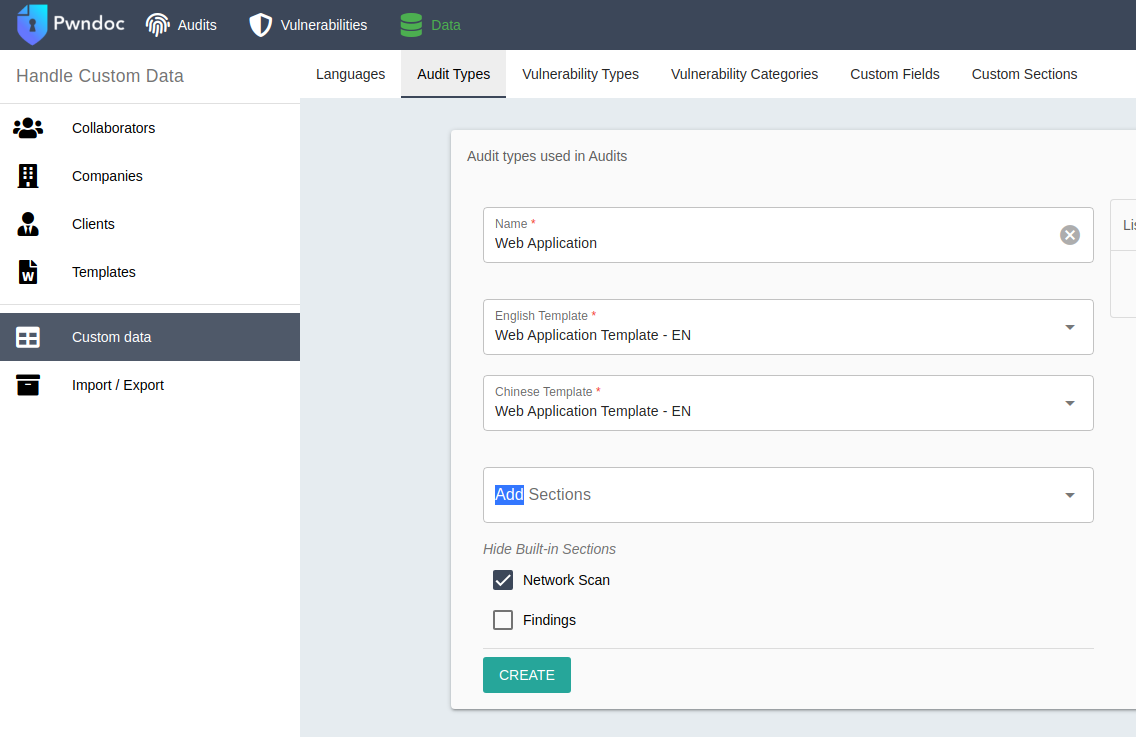 Pwndoc Audits Vulnerabilities Data
Handle Custom Data
Languages Audit Types Vulnerability Types Vulnerability Categories Custom Fields Custom Sections
Collaborators
Companies
Clients
Templates
Custom data
Import / Export
Audit types used in Audits
Name *
Web Application
English Template *
Web Application Template - EN
Chinese Template *
Web Application Template - EN
Add Sections
Hide Built-in Sections
Network Scan
Findings
CREATE